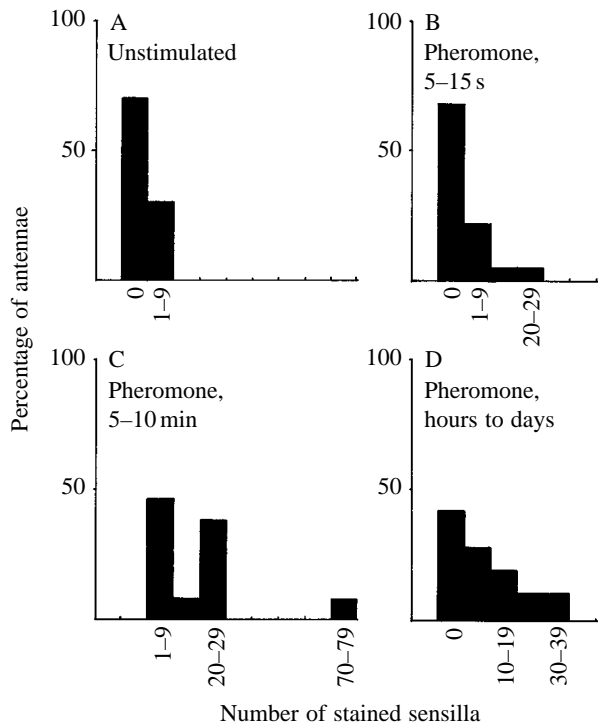 100
A
Unstimulated
50
0
1–9
100
B
Pheromone,
5–15 s
50
0
1–9
20–29
Percentage of antennae
100
C
Pheromone,
5–10 min
50
1–9
20–29
70–79
100
D
Pheromone,
hours to days
50
0
10–19
30–39
Number of stained sensilla